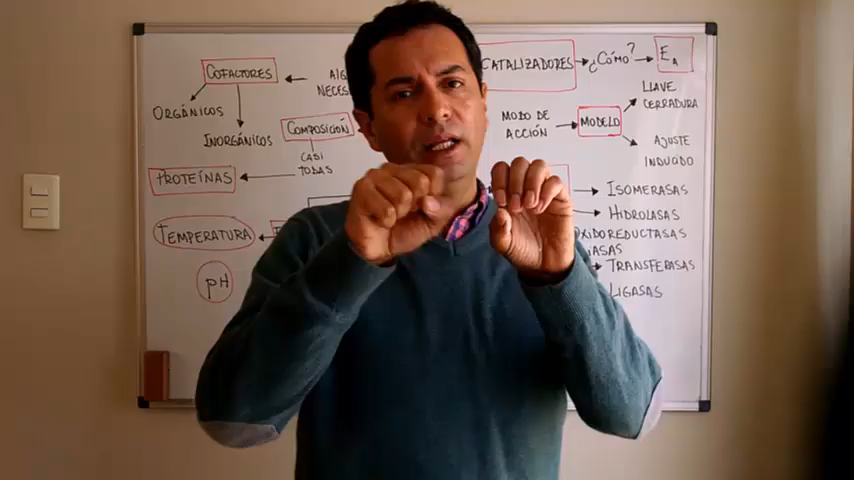 COFACTORES
ORGÁNICOS
INORGÁNICOS
COMPOSICIÓN
CASI
TODAS
PROTEÍNAS
TEMPERATURA
pH
CATALIZADORES
¿CÓMO?
EA
MODO DE
ACCIÓN
MODELO
LLAVE
CERRADURA
AJUSTE
INDUCIDO
ISOMERASAS
HIDROLASAS
TRANSFERASAS
LIGASAS